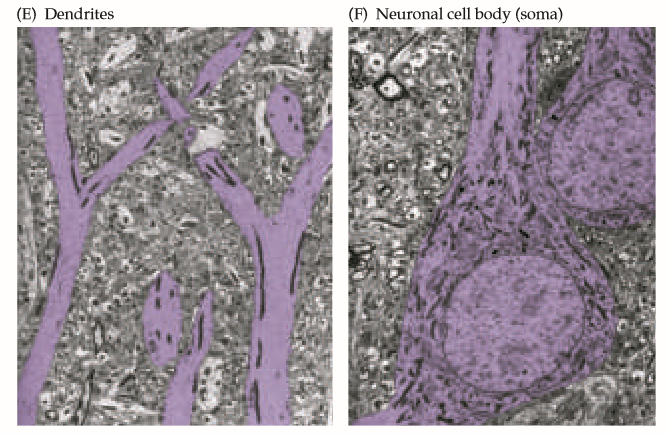 (E) Dendrites
(F) Neuronal cell body (soma)